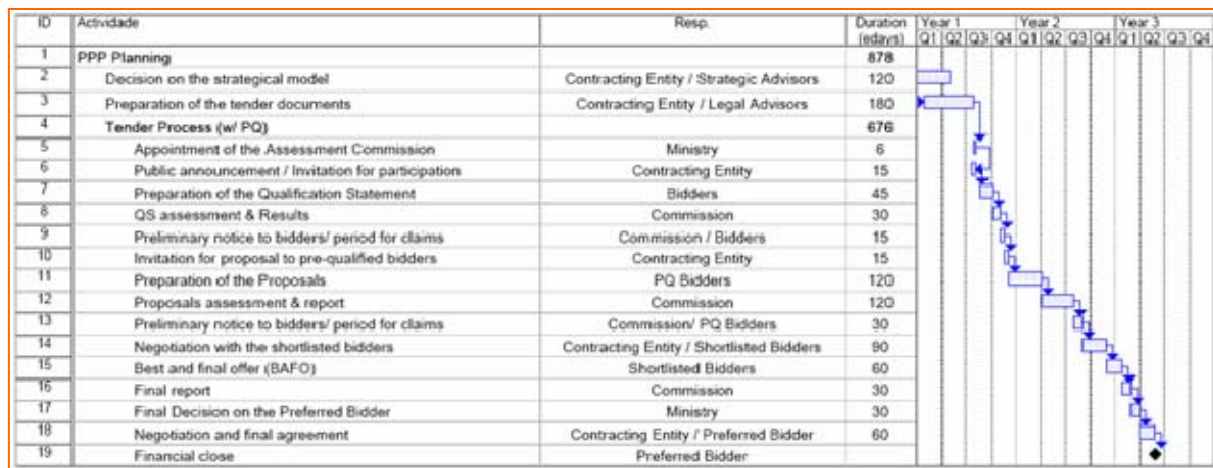 ID Actividade Resp. Duration (edays) Year 1 Year 2 Year 3
Q1 Q2 Q3 Q4 Q1 Q2 Q3 Q4 Q1 Q2 Q3 Q4
1 PPP Planning 878
2 Decision on the strategical model Contracting Entity / Strategic Advisors 120
3 Preparation of the tender documents Contracting Entity / Legal Advisors 180
4 Tender Process (w/ PQ) 676
5 Appointment of the Assessment Commission Ministry 6
6 Public announcement / Invitation for participation Contracting Entity 15
7 Preparation of the Qualification Statement Bidders 45
8 QS assessment & Results Commission 30
9 Preliminary notice to bidders/ period for claims Commission / Bidders 15
10 Invitation for proposal to pre-qualified bidders Contracting Entity 15
11 Preparation of the Proposals PQ Bidders 120
12 Proposals assessment & report Commission 120
13 Preliminary notice to bidders/ period for claims Commission/ PQ Bidders 30
14 Negotiation with the shortlisted bidders Contracting Entity / Shortlisted Bidders 90
15 Best and final offer (BAFO) Shortlisted Bidders 60
16 Final report Commission 30
17 Final Decision on the Preferred Bidder Ministry 30
18 Negotiation and final agreement Contracting Entity / Preferred Bidder 60
19 Financial close Preferred Bidder